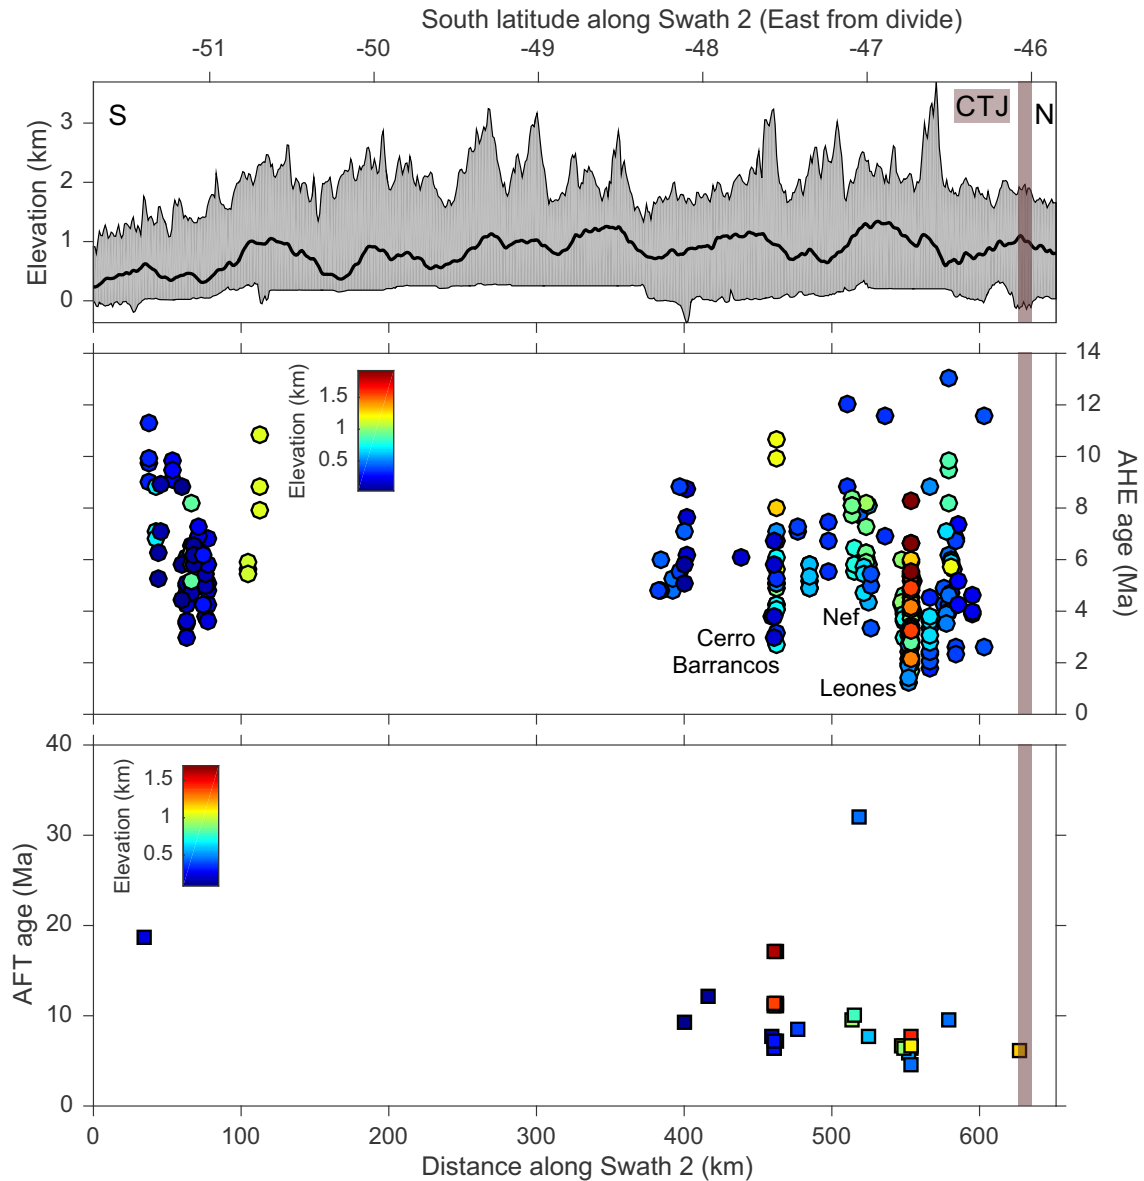 South latitude along Swath 2 (East from divide)
-51 -50 -49 -48 -47 -46
S CTJ N
Elevation (km)
3
2
1
0
Elevation (km)
1.5
1
0.5
14
12
10
8
6
4
2
0
AHE age (Ma)
Nef
Cerro
Barrancos
Leones
AFT age (Ma)
40
30
20
10
0
Elevation (km)
1.5
1
0.5
0 100 200 300 400 500 600
Distance along Swath 2 (km)